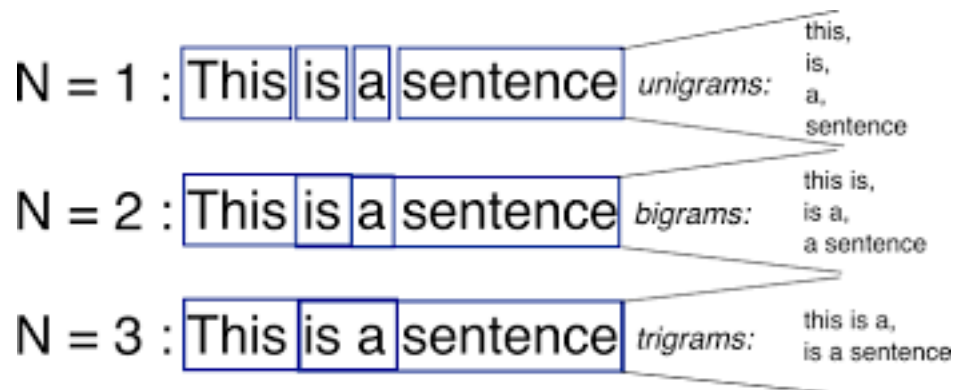 N = 1 : This is a sentence unigrams:
this,
is,
a,
sentence
N = 2 : This is a sentence bigrams:
this is,
is a,
a sentence
N = 3 : This is a sentence trigrams:
this is a,
is a sentence